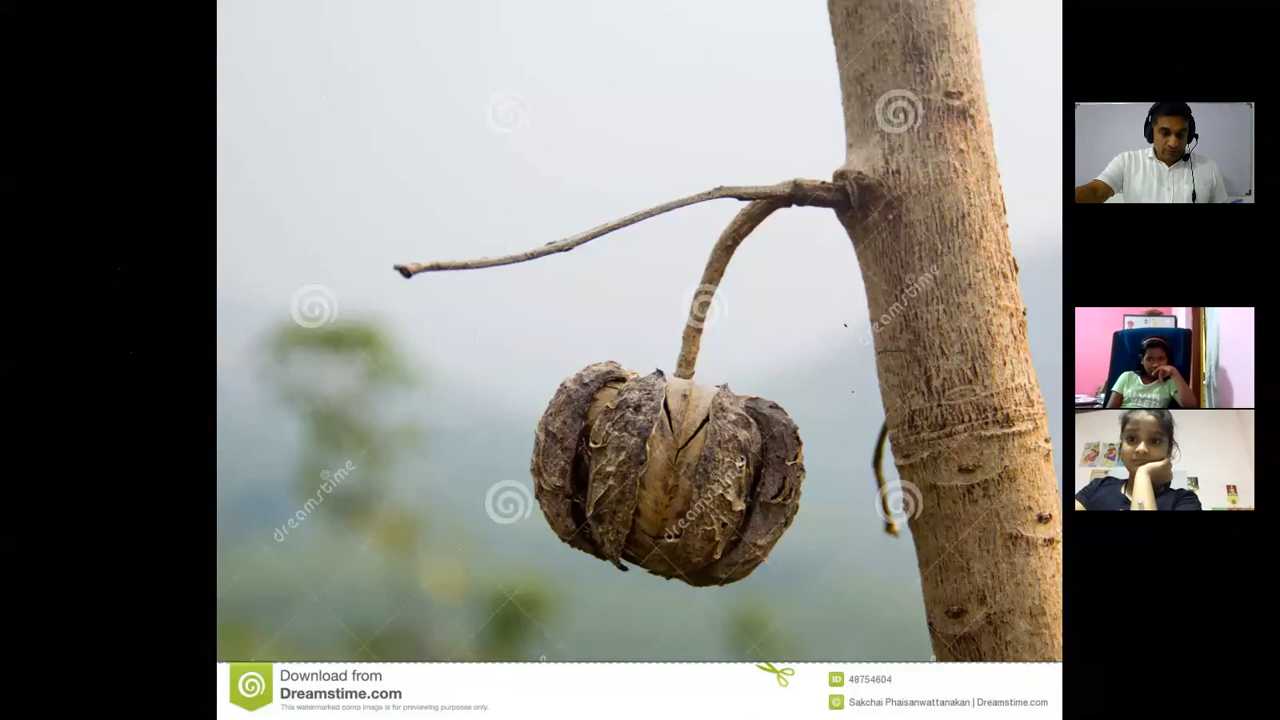 dreamstime
dreamstime
dreamstime
Download from
Dreamstime.com
This watermarked comp image is for previewing purposes only.
ID 48754604
Sakchai Phaisanwattanakan | Dreamstime.com